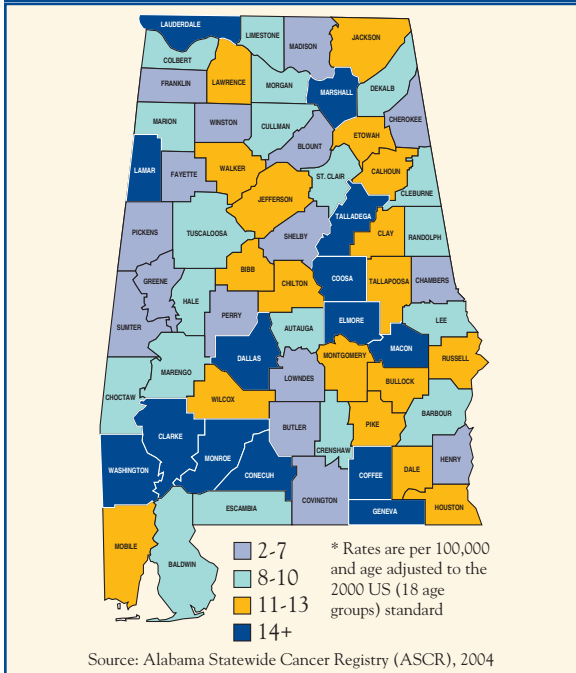 LAUDERDALE
LIMESTONE
MADISON
JACKSON
COLBERT
FRANKLIN
LAWRENCE
MORGAN
MARSHALL
DEKALB
CHEROKEE
MARION
WINSTON
CULLMAN
BLOUNT
ETOWAH
LAMAR
FAYETTE
WALKER
JEFFERSON
ST. CLAIR
CALHOUN
CLEBURNE
PICKENS
TUSCALOOSA
SHELBY
TALLADEGA
CLAY
RANDOLPH
GREENE
HALE
BIBB
CHILTON
COOSA
TALLAPOOSA
CHAMBERS
SUMTER
PERRY
AUTAUGA
ELMORE
LEE
MARENGO
DALLAS
LOWNDES
MONTGOMERY
MACON
RUSSELL
BULLOCK
CHOCTAW
WILCOX
BUTLER
CRENSHAW
PIKE
BARBOUR
CLARKE
MONROE
CONECUH
WASHINGTON
COVINGTON
COFFEE
DALE
HENRY
ESCAMBIA
GENEVA
HOUSTON
MOBILE
BALDWIN
2-7
8-10
11-13
14+
* Rates are per 100,000
and age adjusted to the
2000 US (18 age
groups) standard
Source: Alabama Statewide Cancer Registry (ASCR), 2004